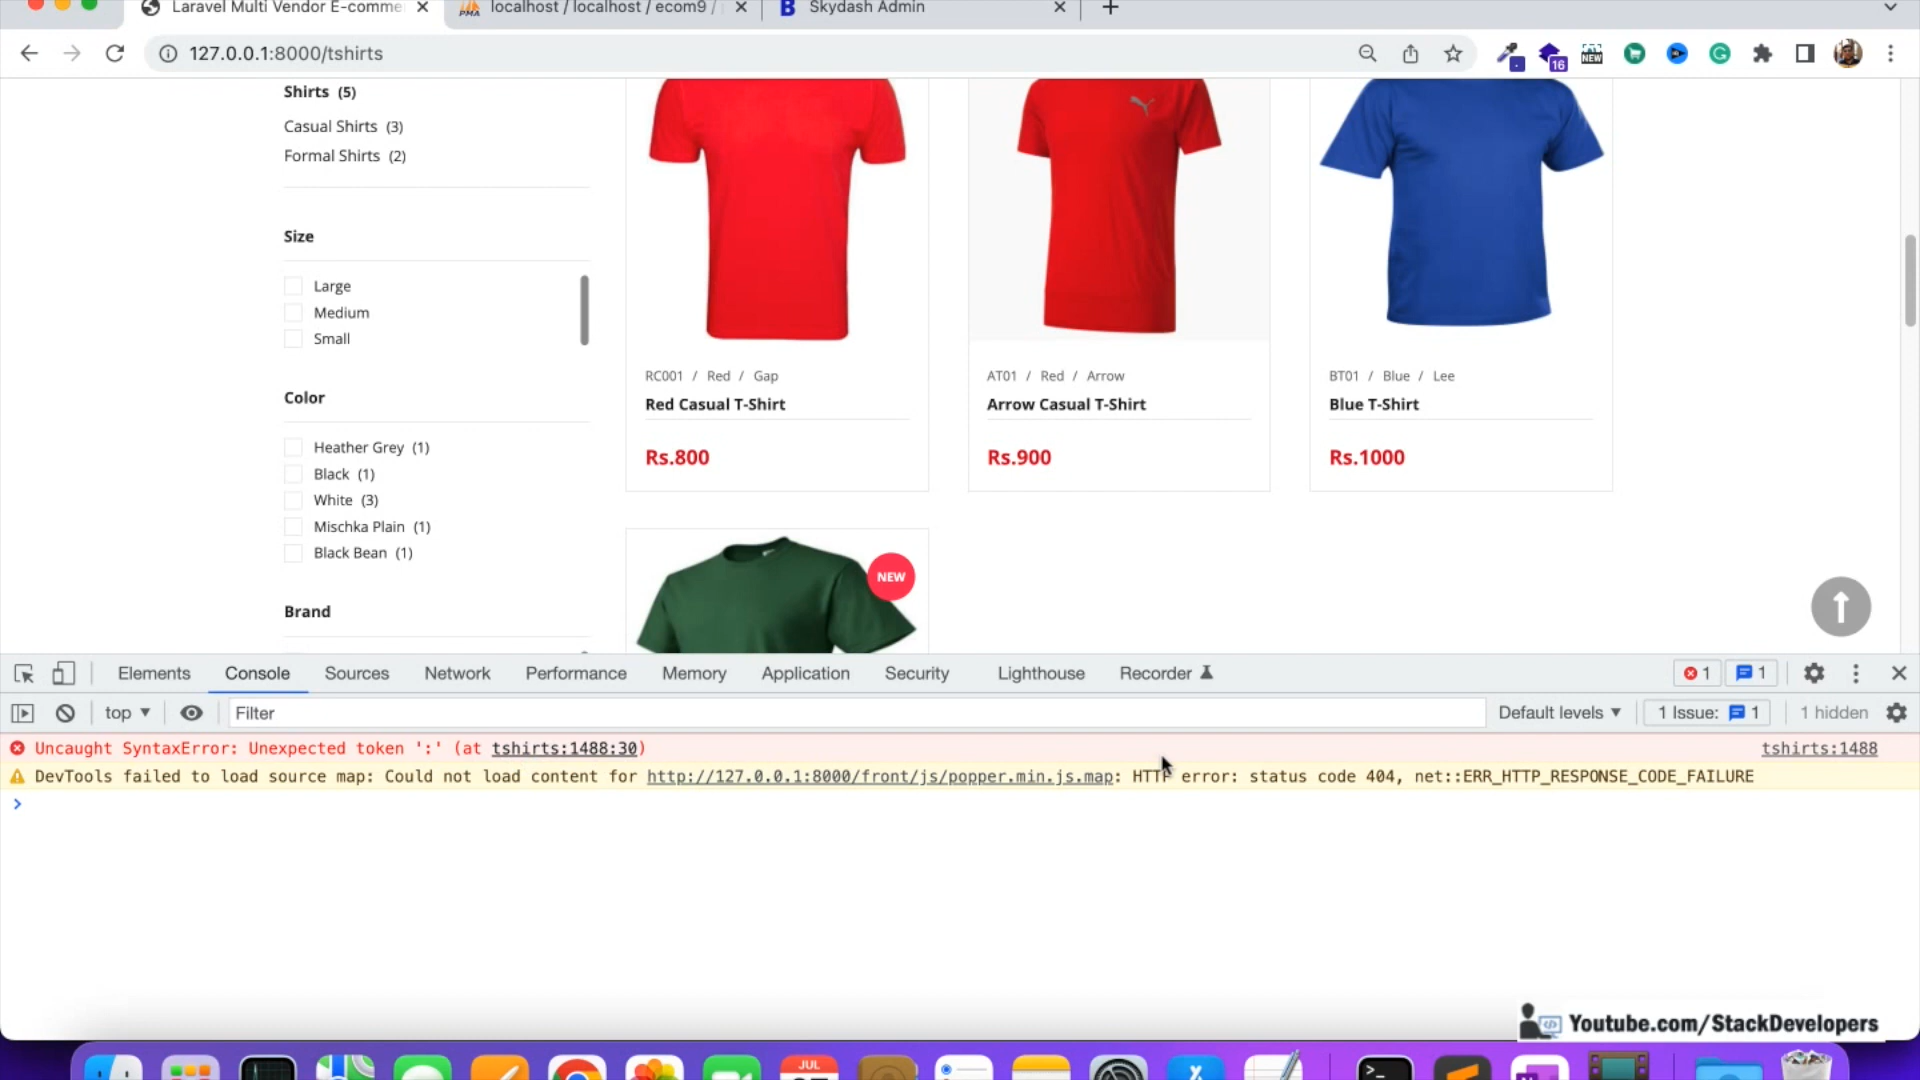 Laravel Multi Vendor E-comme
localhost / localhost / ecom9 /
Skydash Admin
127.0.0.1:8000/tshirts
16
NEW
Shirts (5)
Casual Shirts (3)
Formal Shirts (2)
Size
Large
Medium
Small
Color
Heather Grey (1)
Black (1)
White (3)
Mischka Plain (1)
Black Bean (1)
Brand
RC001 / Red / Gap
Red Casual T-Shirt
Rs.800
AT01 / Red / Arrow
Arrow Casual T-Shirt
Rs.900
BT01 / Blue / Lee
Blue T-Shirt
Rs.1000
NEW
Elements Console Sources Network Performance Memory Application Security Lighthouse Recorder 1 1
top Filter Default levels 1 Issue: 1 1 hidden
Uncaught SyntaxError: Unexpected token ':' (at tshirts:1488:30) tshirts:1488
DevTools failed to load source map: Could not load content for http://127.0.0.1:8000/front/js/popper.min.js.map: HTTP error: status code 404, net::ERR_HTTP_RESPONSE_CODE_FAILURE
Youtube.com/StackDevelopers
JUL